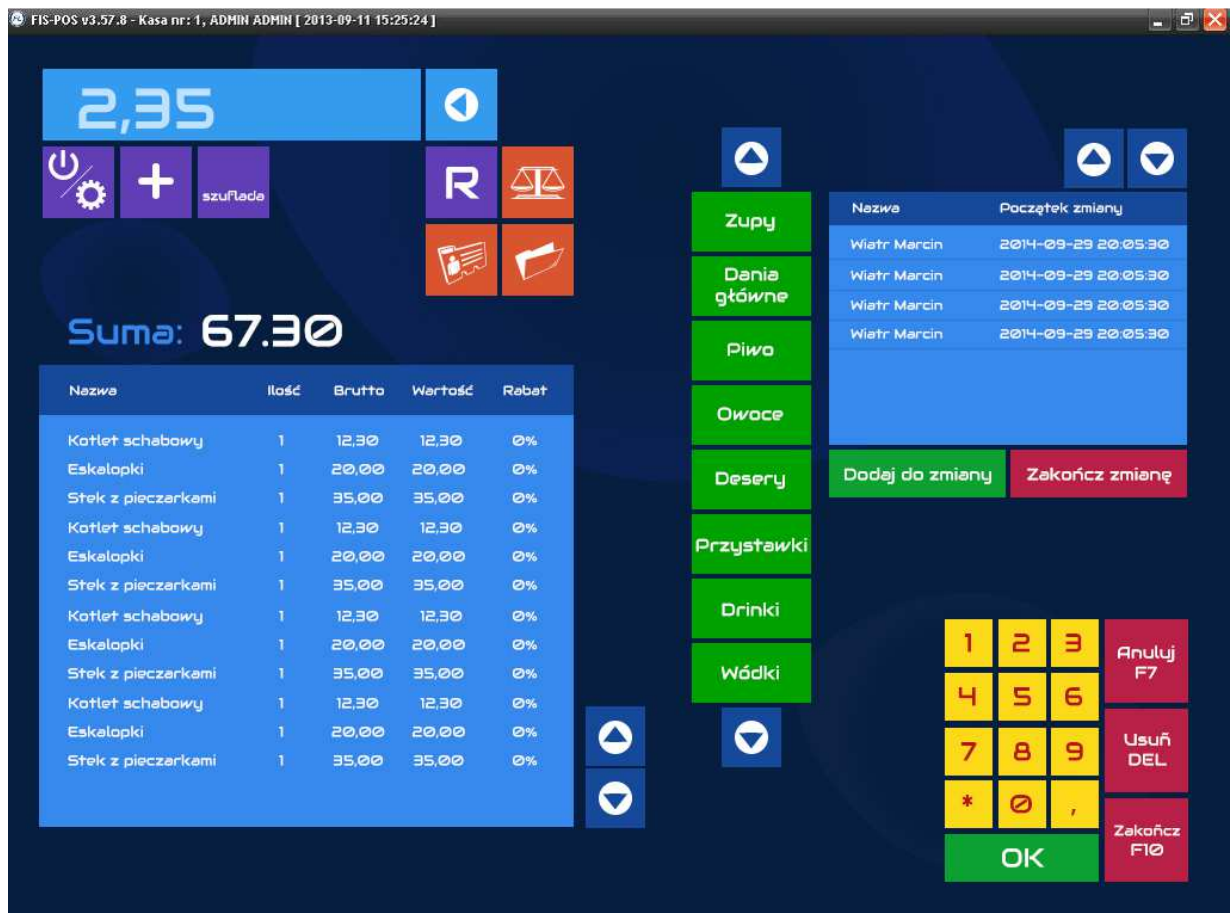 FIS-POS v3.57.8 - Kasa nr: 1, ADMIN ADMIN [ 2013-09-11 15:25:24 ]
2,35
szuflada
R
Suma: 67.30
Nazwa Ilość Brutto Wartość Rabat
Kotlet schabowy 1 12,30 12,30 0%
Eskalopki 1 20,00 20,00 0%
Stek z pieczarkami 1 35,00 35,00 0%
Kotlet schabowy 1 12,30 12,30 0%
Eskalopki 1 20,00 20,00 0%
Stek z pieczarkami 1 35,00 35,00 0%
Kotlet schabowy 1 12,30 12,30 0%
Eskalopki 1 20,00 20,00 0%
Stek z pieczarkami 1 35,00 35,00 0%
Kotlet schabowy 1 12,30 12,30 0%
Eskalopki 1 20,00 20,00 0%
Stek z pieczarkami 1 35,00 35,00 0%
Zupy
Dania
główne
Piwo
Owoce
Desery
Przystawki
Drinki
Wódki
Nazwa Początek zmiany
Wiatr Marcin 2014-09-29 20:05:30
Wiatr Marcin 2014-09-29 20:05:30
Wiatr Marcin 2014-09-29 20:05:30
Wiatr Marcin 2014-09-29 20:05:30
Dodaj do zmiany Zakończ zmianę
1 2 3
4 5 6
7 8 9
* 0 ,
OK
Anuluj
F7
Usuñ
DEL
Zakoñcz
F10